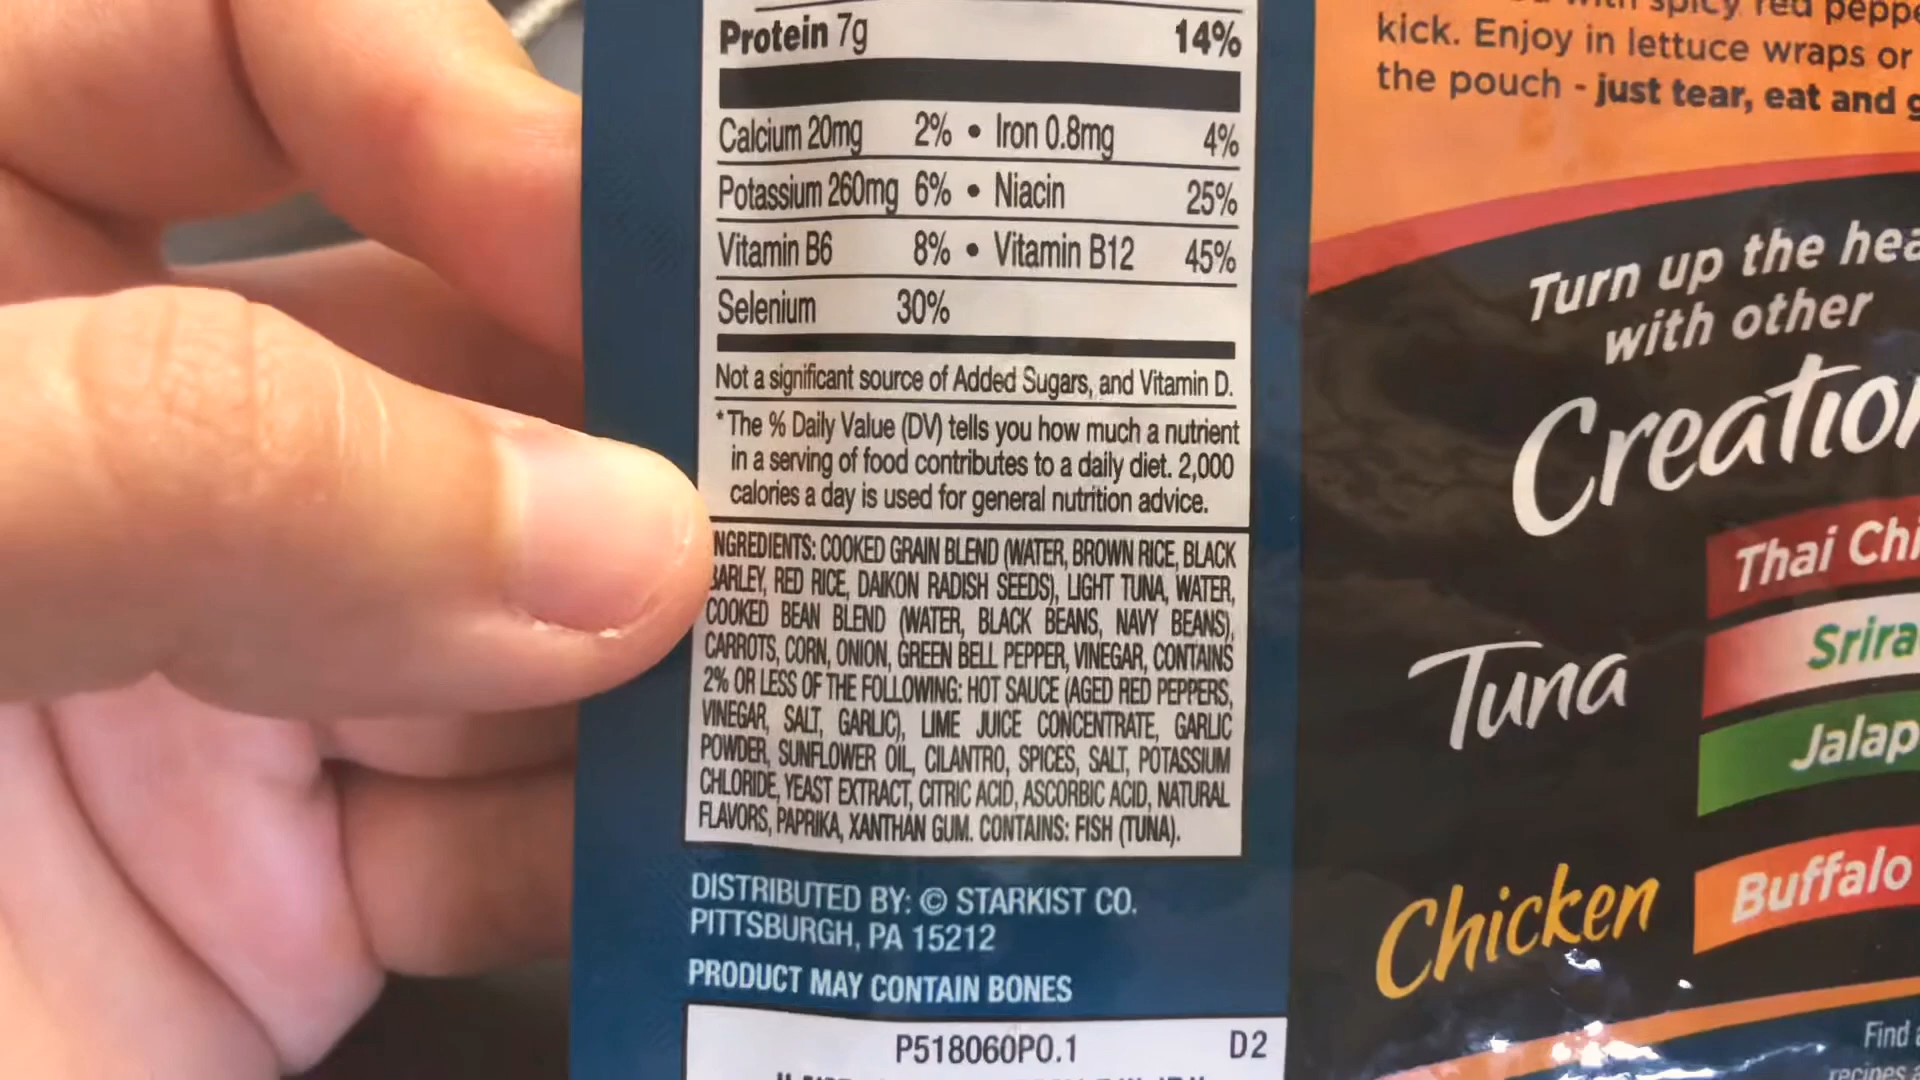 Protein 7g 14%
Calcium 20mg 2% • Iron 0.8mg 4%
Potassium 260mg 6% • Niacin 25%
Vitamin B6 8% • Vitamin B12 45%
Selenium 30%
Not a significant source of Added Sugars, and Vitamin D.
*The % Daily Value (DV) tells you how much a nutrient
in a serving of food contributes to a daily diet. 2,000
calories a day is used for general nutrition advice.
NGREDIENTS: COOKED GRAIN BLEND (WATER, BROWN RICE, BLACK
BARLEY, RED RICE, DAIKON RADISH SEEDS), LIGHT TUNA, WATER,
COOKED BEAN BLEND (WATER, BLACK BEANS, NAVY BEANS),
CARROTS, CORN, ONION, GREEN BELL PEPPER, VINEGAR, CONTAINS
2% OR LESS OF THE FOLLOWING: HOT SAUCE (AGED RED PEPPERS,
VINEGAR, SALT, GARLIC), LIME JUICE CONCENTRATE, GARLIC
POWDER, SUNFLOWER OIL, CILANTRO, SPICES, SALT, POTASSIUM
CHLORIDE, YEAST EXTRACT, CITRIC ACID, ASCORBIC ACID, NATURAL
FLAVORS, PAPRIKA, XANTHAN GUM. CONTAINS: FISH (TUNA).
DISTRIBUTED BY: © STARKIST CO.
PITTSBURGH, PA 15212
PRODUCT MAY CONTAIN BONES
P518060PO.1 D2
with spicy red peppe
kick. Enjoy in lettuce wraps or
the pouch - just tear, eat and g
Turn up the hea
with other
Creation
Thai Chi
Tuna
Srira
Jalap
Chicken
Buffalo
Find a
recipes a